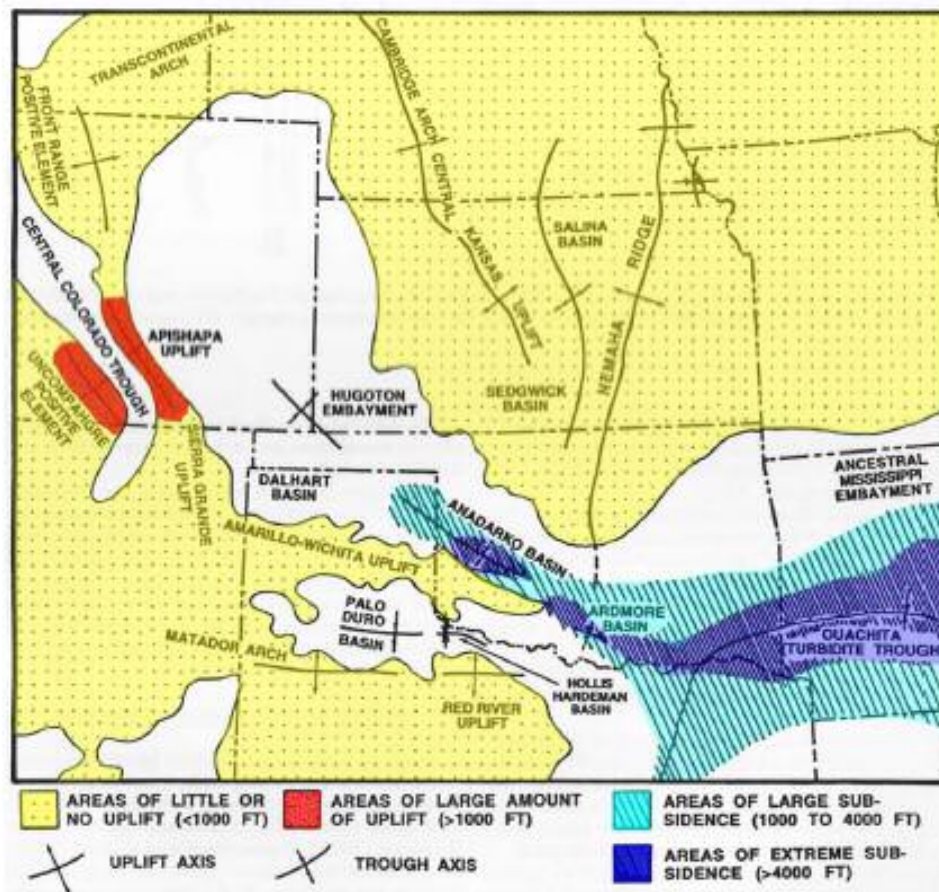 TRANSCONTINENTAL
ARCH
FRONT RANGE
POSITIVE ELEMENT
CAMBRIDGE ARCH CENTRAL
KANSAS
UPLIFT
SALINA
BASIN
NEMAHA
RIDGE
CENTRAL COLORADO TROUGH
APISHAPA
UPLIFT
UNCOMPAHGRE
POSITIVE
ELEMENT
HUGOTON
EMBAYMENT
SEDGWICK
BASIN
SIERRA GRANDE
UPLIFT
DALHART
BASIN
ANADARKO BASIN
ANCESTRAL
MISSISSIPPI
EMBAYMENT
AMARILLO-WICHITA UPLIFT
PALO
DURO
BASIN
ARDMORE
BASIN
OUACHITA
TURBIDITE TROUGH
MATADOR ARCH
HOLLIS
HARDEMAN
BASIN
RED RIVER
UPLIFT
AREAS OF LITTLE OR
NO UPLIFT (<1000 FT)
AREAS OF LARGE AMOUNT
OF UPLIFT (>1000 FT)
AREAS OF LARGE SUB-
SIDENCE (1000 TO 4000 FT)
UPLIFT AXIS
TROUGH AXIS
AREAS OF EXTREME SUB-
SIDENCE (>4000 FT)